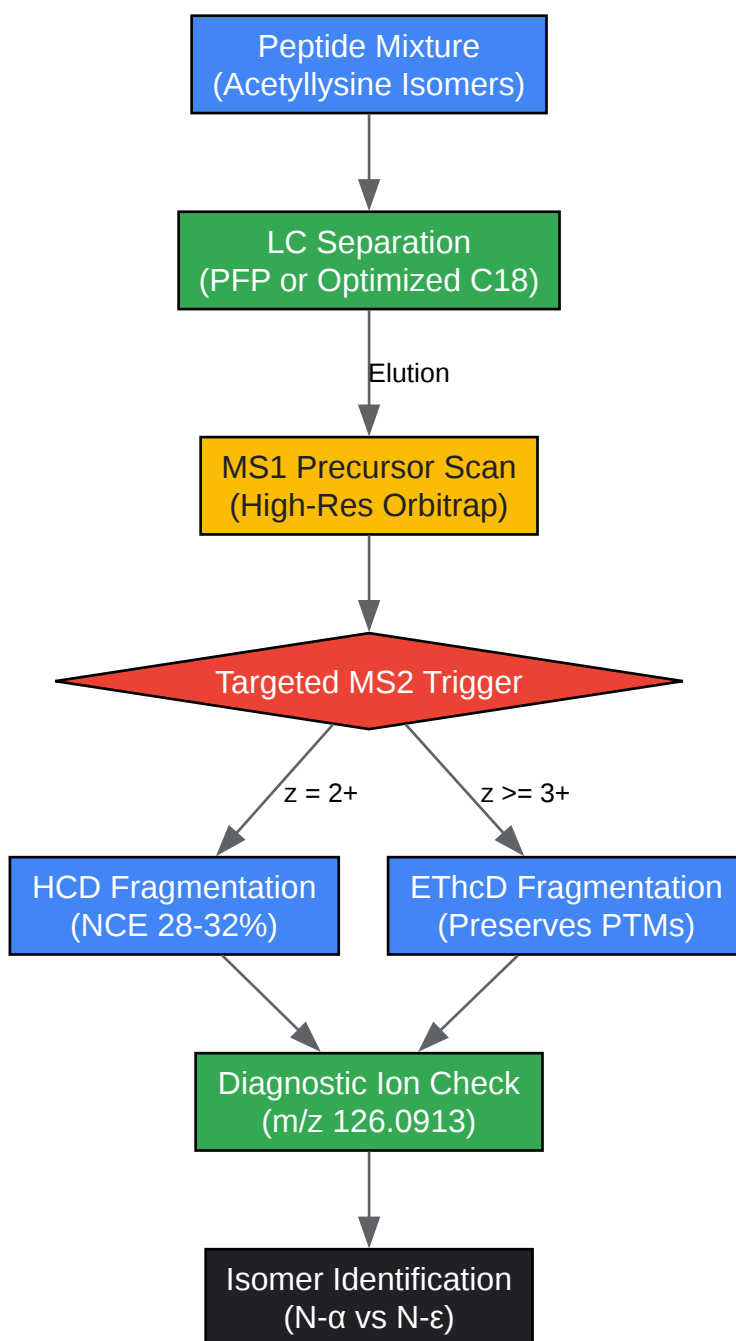 Peptide Mixture
(Acetyllysine Isomers)
LC Separation
(PFP or Optimized C18)
Elution
MS1 Precursor Scan
(High-Res Orbitrap)
Targeted MS2 Trigger
z = 2+
z >= 3+
HCD Fragmentation
(NCE 28-32%)
EThcD Fragmentation
(Preserves PTMs)
Diagnostic Ion Check
(m/z 126.0913)
Isomer Identification
(N-α vs N-ε)